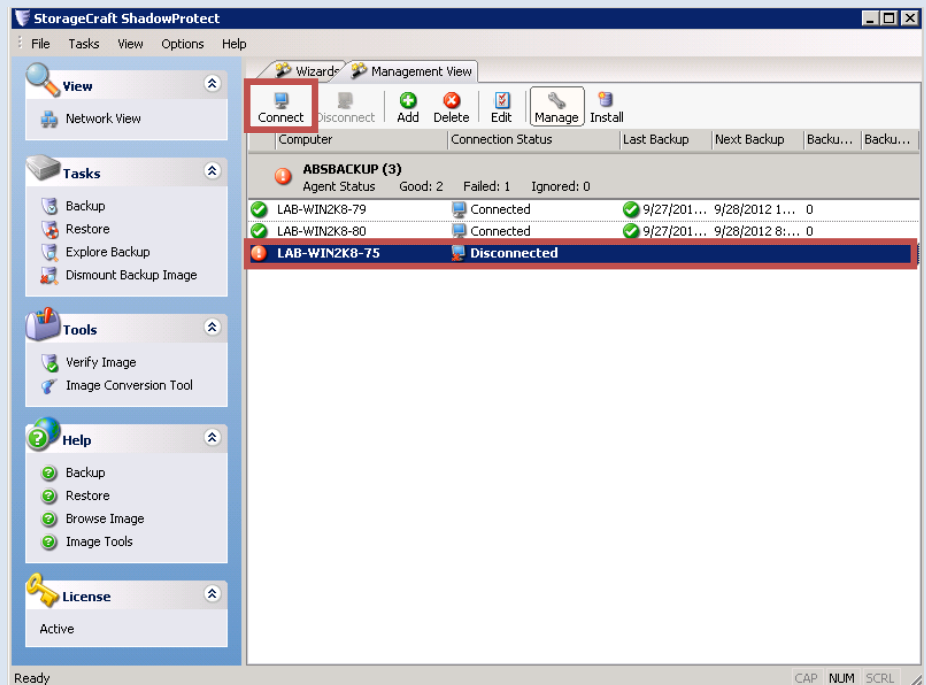 StorageCraft ShadowProtect
File Tasks View Options Help
View
Network View
Tasks
Backup
Restore
Explore Backup
Dismount Backup Image
Tools
Verify Image
Image Conversion Tool
Help
Backup
Restore
Browse Image
Image Tools
License
Active
Wizards Management View
Connect Disconnect Add Delete Edit Manage Install
Computer Connection Status Last Backup Next Backup Backu... Backu...
ABSBACKUP (3)
Agent Status Good: 2 Failed: 1 Ignored: 0
LAB-WIN2K8-79 Connected 9/27/201... 9/28/2012 1... 0
LAB-WIN2K8-80 Connected 9/27/201... 9/28/2012 8:... 0
LAB-WIN2K8-75 Disconnected
Ready CAP NUM SCRL